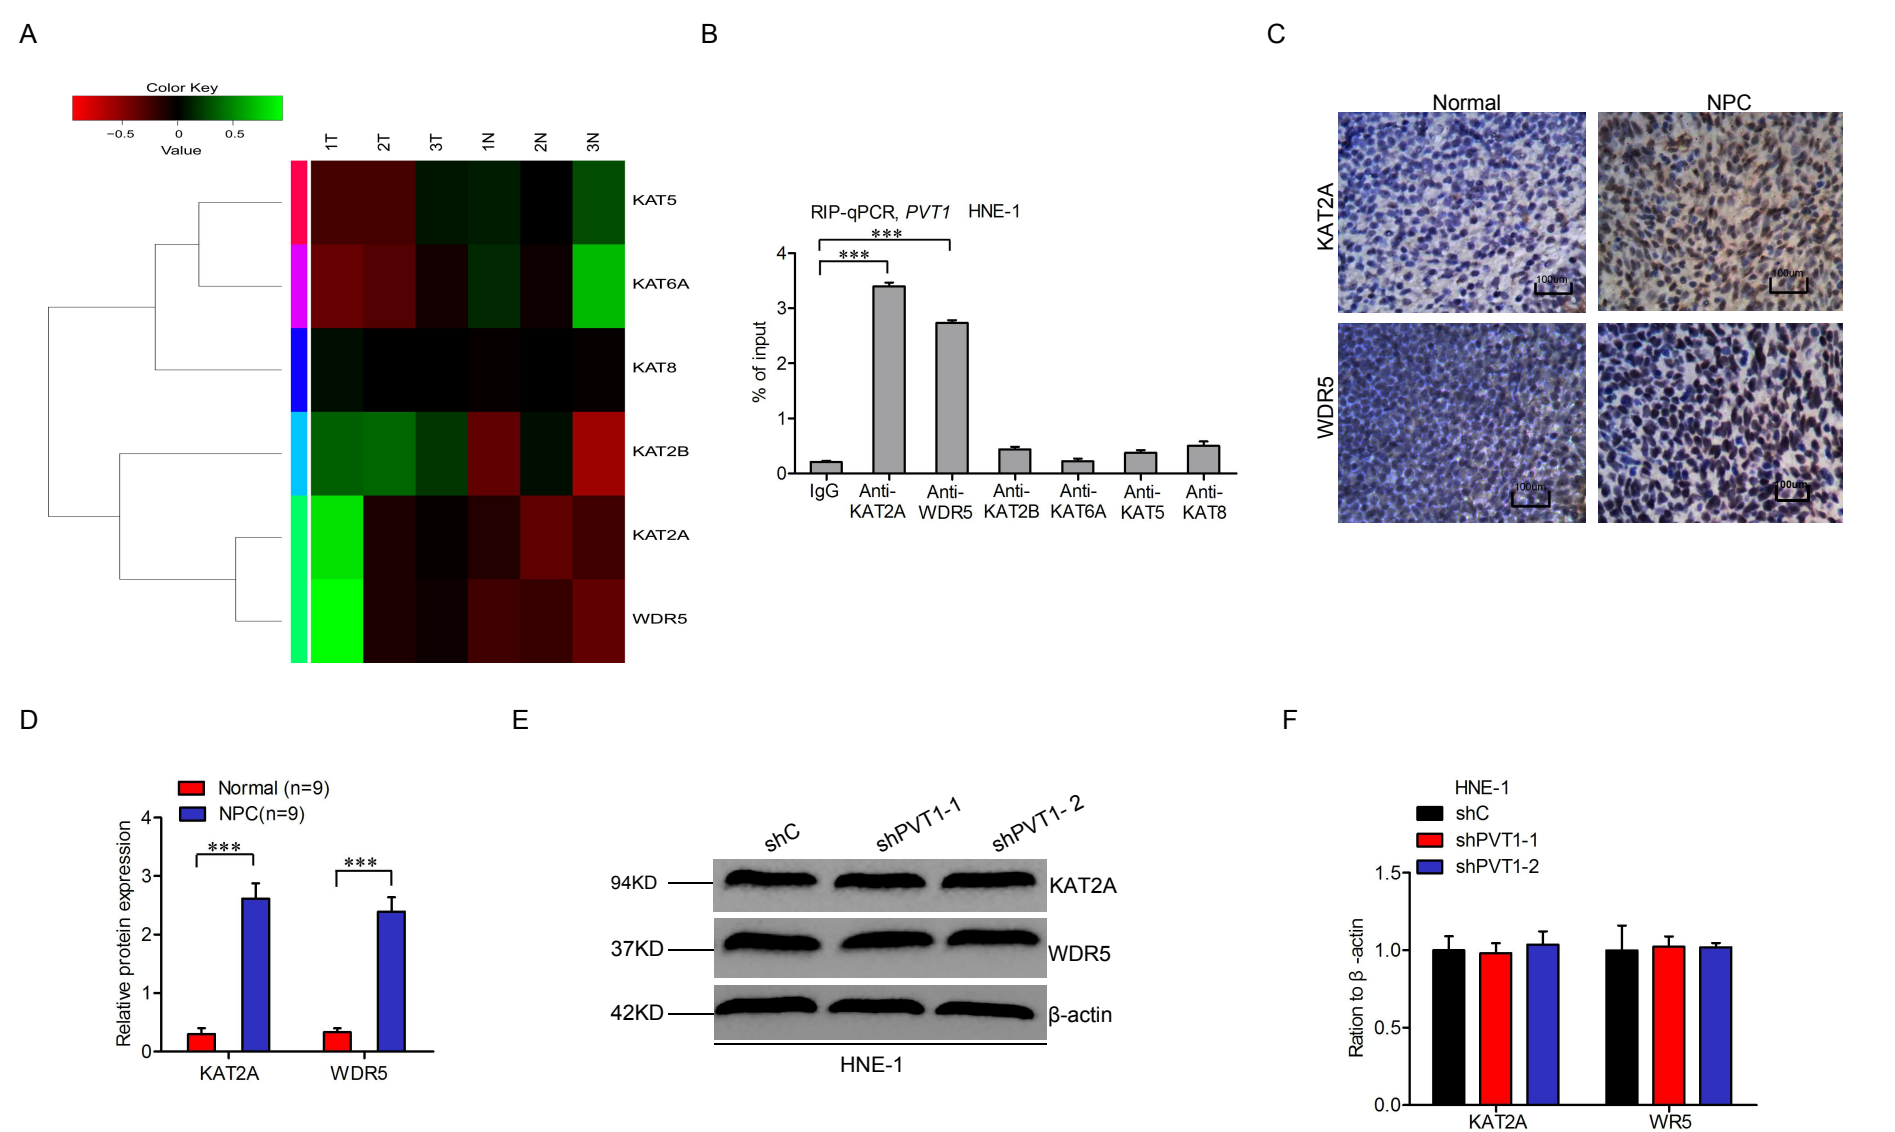 A
Color Key
−0.5 0 0.5
Value
1T 2T 3T 1N 2N 3N
KAT5
KAT6A
KAT8
KAT2B
KAT2A
WDR5
B
RIP-qPCR, PVT1 HNE-1
***
***
% of input
4
3
2
1
0
IgG
Anti-KAT2A
Anti-WDR5
Anti-KAT2B
Anti-KAT6A
Anti-KAT5
Anti-KAT8
C
Normal NPC
KAT2A
100um
100um
WDR5
100um
100um
D
Normal (n=9)
NPC(n=9)
Relative protein expression
4
3
2
1
0
***
***
KAT2A WDR5
E
shC shPVT1-1 shPVT1- 2
94KD KAT2A
37KD WDR5
42KD β-actin
HNE-1
F
HNE-1
shC
shPVT1-1
shPVT1-2
Ration to β -actin
1.5
1.0
0.5
0.0
KAT2A WR5